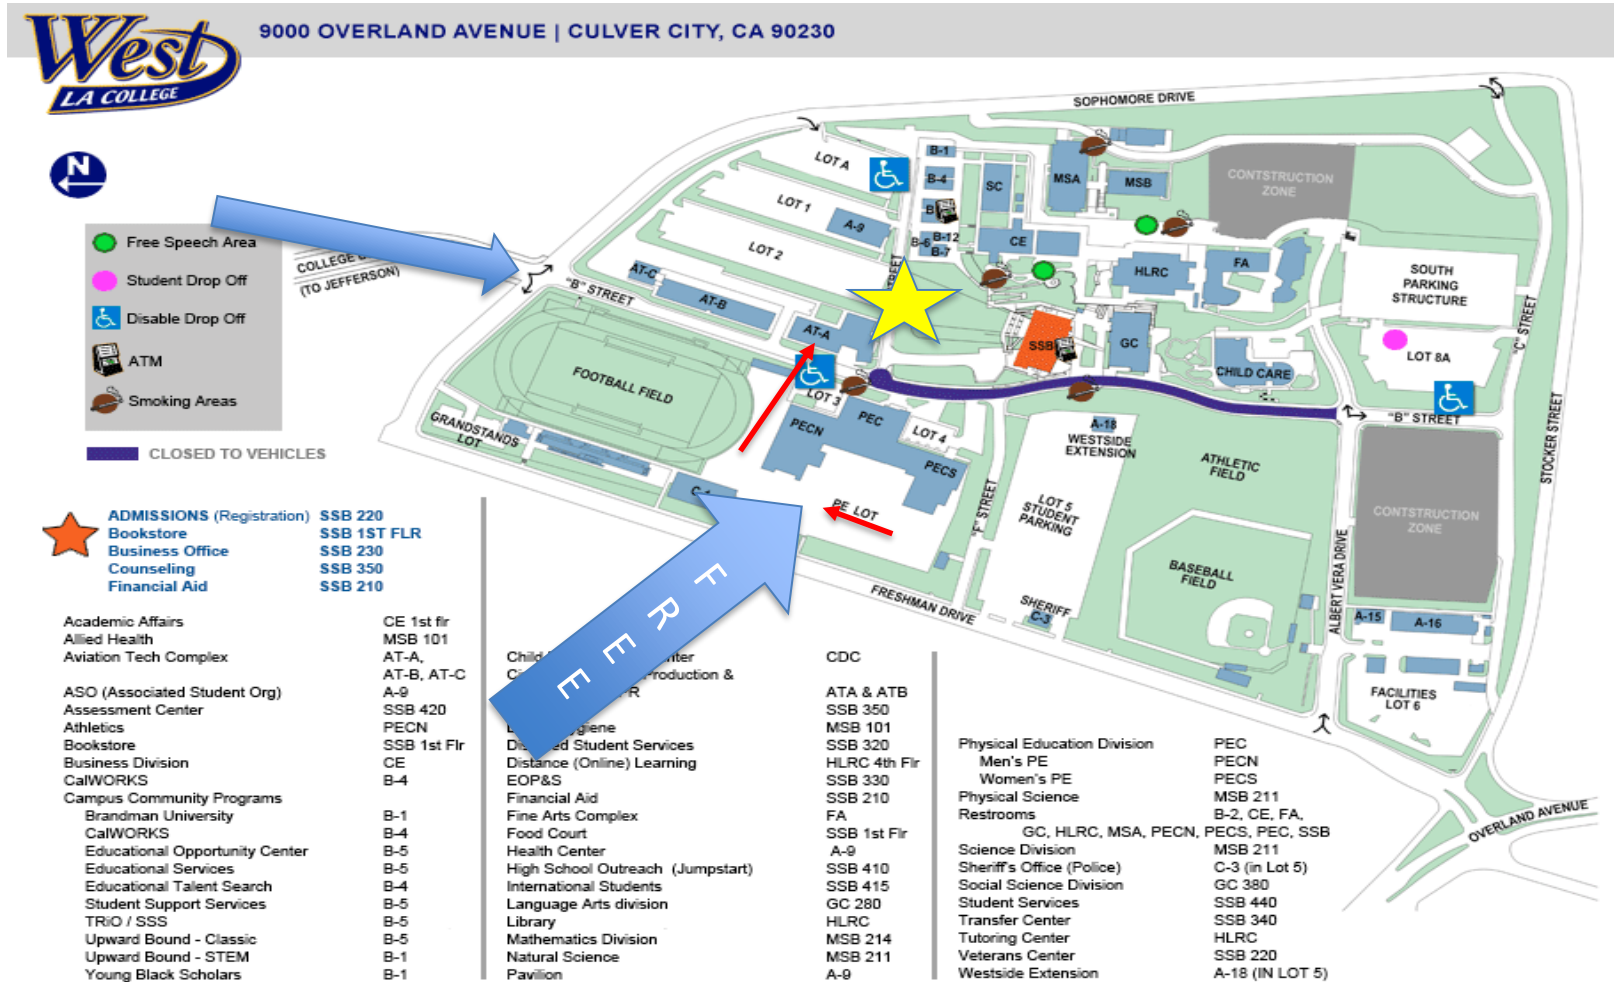 West
LA COLLEGE
9000 OVERLAND AVENUE | CULVER CITY, CA 90230
N
Free Speech Area
Student Drop Off
Disable Drop Off
ATM
Smoking Areas
CLOSED TO VEHICLES
SOPHOMORE DRIVE
LOT A
LOT 1
LOT 2
A-9
B-1
B-4
B
B-6
B-12
B-7
SC
MSA
MSB
CONTSTRUCTION
ZONE
CE
HLRC
FA
SOUTH
PARKING
STRUCTURE
COLLEGE
(TO JEFFERSON)
"B" STREET
AT-C
AT-B
AT-A
SSB
GC
CHILD CARE
LOT 8A
"C" STREET
"B" STREET
STOCKER STREET
FOOTBALL FIELD
GRANDSTANDS
LOT
LOT 3
PECN
PEC
LOT 4
PECS
PE LOT
"F" STREET
A-18
WESTSIDE
EXTENSION
ATHLETIC
FIELD
LOT 5
STUDENT
PARKING
CONTSTRUCTION
ZONE
BASEBALL
FIELD
ALBERT VERA DRIVE
FRESHMAN DRIVE
SHERIFF
C-3
A-15
A-16
FACILITIES
LOT 6
OVERLAND AVENUE
FREE
ADMISSIONS (Registration) SSB 220
Bookstore SSB 1ST FLR
Business Office SSB 230
Counseling SSB 350
Financial Aid SSB 210
Academic Affairs CE 1st flr
Allied Health MSB 101
Aviation Tech Complex AT-A,
AT-B, AT-C
ASO (Associated Student Org) A-9
Assessment Center SSB 420
Athletics PECN
Bookstore SSB 1st Flr
Business Division CE
CalWORKS B-4
Campus Community Programs
Brandman University B-1
CalWORKS B-4
Educational Opportunity Center B-5
Educational Services B-5
Educational Talent Search B-4
Student Support Services B-5
TRiO / SSS B-5
Upward Bound - Classic B-5
Upward Bound - STEM B-1
Young Black Scholars B-1
Child CDC
roduction &
ATA & ATB
SSB 350
MSB 101
Student Services SSB 320
Distance (Online) Learning HLRC 4th Flr
EOP&S SSB 330
Financial Aid SSB 210
Fine Arts Complex FA
Food Court SSB 1st Flr
Health Center A-9
High School Outreach (Jumpstart) SSB 410
International Students SSB 415
Language Arts division GC 280
Library HLRC
Mathematics Division MSB 214
Natural Science MSB 211
Pavilion A-9
Physical Education Division PEC
Men's PE PECN
Women's PE PECS
Physical Science MSB 211
Restrooms B-2, CE, FA,
GC, HLRC, MSA, PECN, PECS, PEC, SSB
Science Division MSB 211
Sheriff's Office (Police) C-3 (in Lot 5)
Social Science Division GC 380
Student Services SSB 440
Transfer Center SSB 340
Tutoring Center HLRC
Veterans Center SSB 220
Westside Extension A-18 (IN LOT 5)